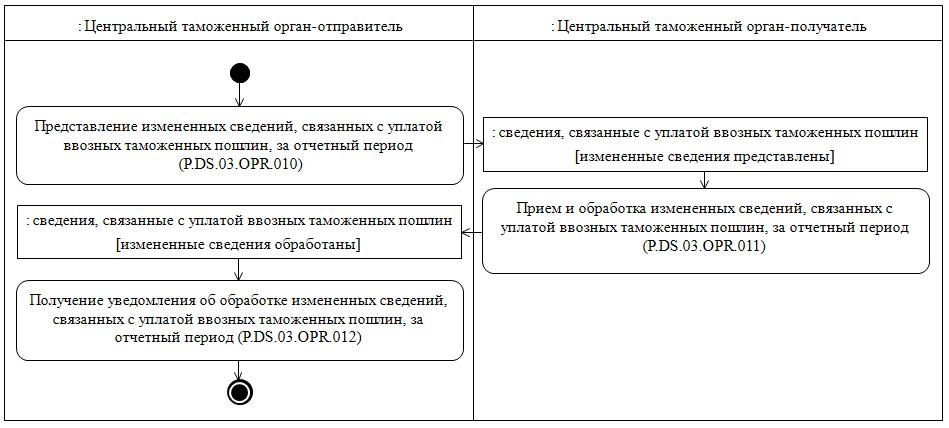 : Центральный таможенный орган-отправитель
: Центральный таможенный орган-получатель
Представление измененных сведений, связанных с уплатой
ввозных таможенных пошлин, за отчетный период
(P.DS.03.OPR.010)
: сведения, связанные с уплатой ввозных таможенных пошлин
[измененные сведения представлены]
Прием и обработка измененных сведений, связанных с
уплатой ввозных таможенных пошлин, за отчетный период
(P.DS.03.OPR.011)
: сведения, связанные с уплатой ввозных таможенных пошлин
[измененные сведения обработаны]
Получение уведомления об обработке измененных сведений,
связанных с уплатой ввозных таможенных пошлин, за
отчетный период (P.DS.03.OPR.012)